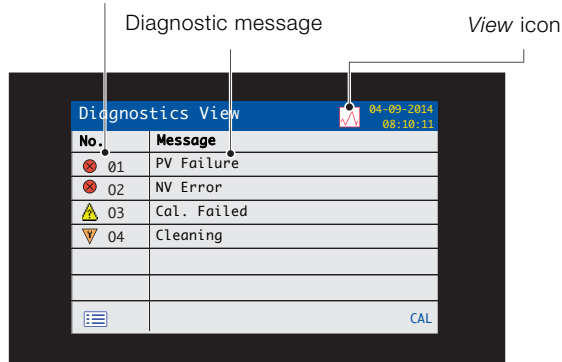 Diagnostic message
View icon
Diagnostics View
04-09-2014
08:10:11
No. Message
01 PV Failure
02 NV Error
? 03 Cal. Failed
Y 04 Cleaning
CAL